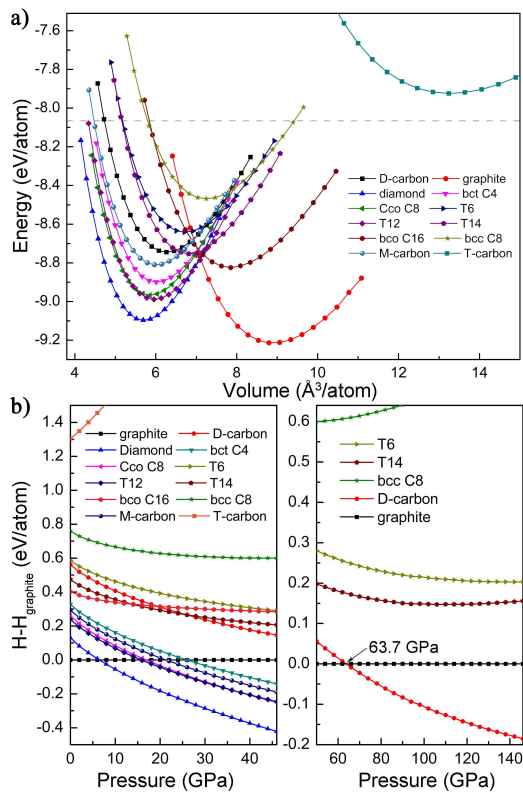 a)
-7.6
-7.8
-8.0
-8.2
-8.4
-8.6
-8.8
-9.0
-9.2
Energy (eV/atom)
D-carbon graphite
diamond bct C4
Cco C8 T6
T12 T14
bco C16 bcc C8
M-carbon T-carbon
4 6 8 10 12 14
Volume (Å³/atom)
b)
1.4
1.2
1.0
0.8
0.6
0.4
0.2
0.0
-0.2
-0.4
H-Hgraphite (eV/atom)
graphite D-carbon
Diamond bct C4
Cco C8 T6
T12 T14
bco C16 bcc C8
M-carbon T-carbon
0 10 20 30 40
Pressure (GPa)
0.6
0.5
0.4
0.3
0.2
0.1
0.0
-0.1
-0.2
T6
T14
bcc C8
D-carbon
graphite
63.7 GPa
60 80 100 120 140
Pressure (GPa)